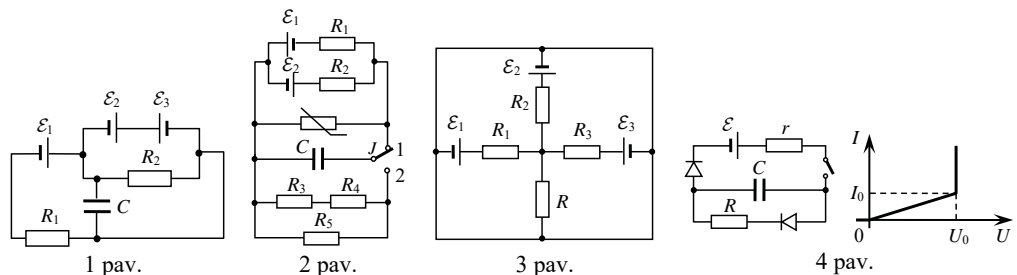 ℰ1
ℰ2
ℰ3
R2
C
R1
1 pav.
ℰ1
R1
ℰ2
R2
C
J
1
2
R3
R4
R5
2 pav.
ℰ2
R2
ℰ1
R1
R3
ℰ3
R
3 pav.
ℰ
r
C
R
I
I0
0
U0
U
4 pav.